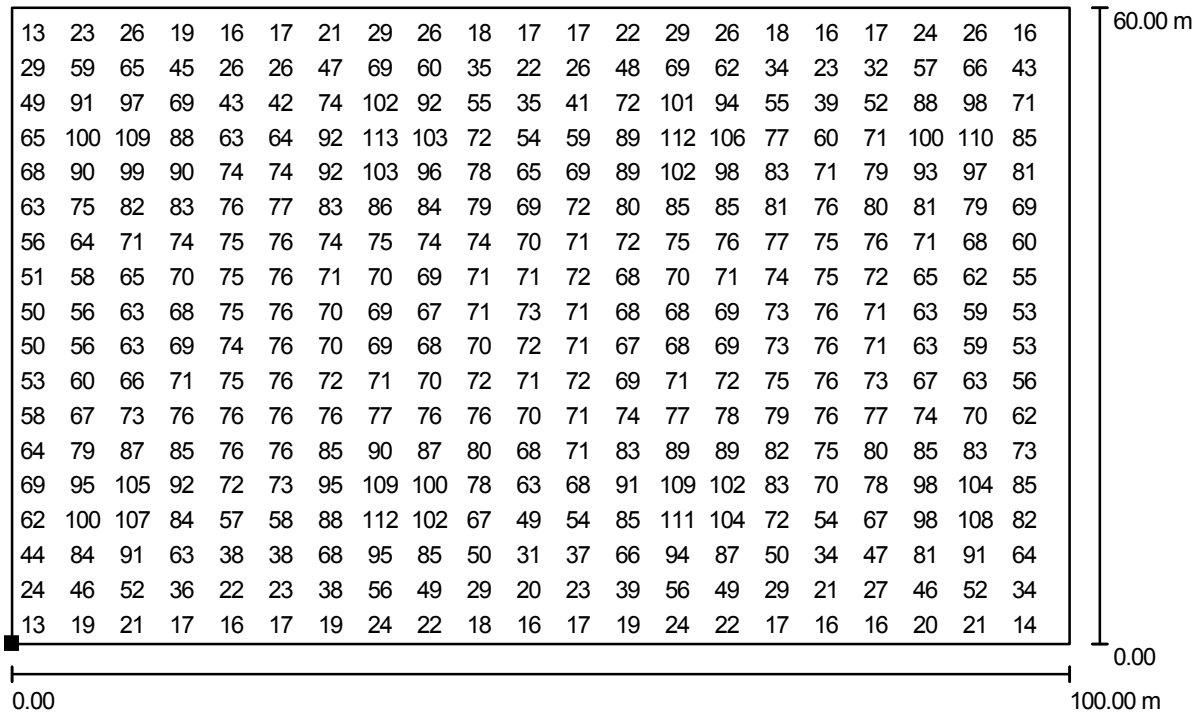 60.00 m
13 23 26 19 16 17 21 29 26 18 17 17 22 29 26 18 16 17 24 26 16
29 59 65 45 26 26 47 69 60 35 22 26 48 69 62 34 23 32 57 66 43
49 91 97 69 43 42 74 102 92 55 35 41 72 101 94 55 39 52 88 98 71
65 100 109 88 63 64 92 113 103 72 54 59 89 112 106 77 60 71 100 110 85
68 90 99 90 74 74 92 103 96 78 65 69 89 102 98 83 71 79 93 97 81
63 75 82 83 76 77 83 86 84 79 69 72 80 85 85 81 76 80 81 79 69
56 64 71 74 75 76 74 75 74 74 70 71 72 75 76 77 75 76 71 68 60
51 58 65 70 75 76 71 70 69 71 71 72 68 70 71 74 75 72 65 62 55
50 56 63 68 75 76 70 69 67 71 73 71 68 68 69 73 76 71 63 59 53
50 56 63 69 74 76 70 69 68 70 72 71 67 68 69 73 76 71 63 59 53
53 60 66 71 75 76 72 71 70 72 71 72 69 71 72 75 76 73 67 63 56
58 67 73 76 76 76 76 77 76 76 70 71 74 77 78 79 76 77 74 70 62
64 79 87 85 76 76 85 90 87 80 68 71 83 89 89 82 75 80 85 83 73
69 95 105 92 72 73 95 109 100 78 63 68 91 109 102 83 70 78 98 104 85
62 100 107 84 57 58 88 112 102 67 49 54 85 111 104 72 54 67 98 108 82
44 84 91 63 38 38 68 95 85 50 31 37 66 94 87 50 34 47 81 91 64
24 46 52 36 22 23 38 56 49 29 20 23 39 56 49 29 21 27 46 52 34
13 19 21 17 16 17 19 24 22 18 16 17 19 24 22 17 16 16 20 21 14
0.00
0.00 100.00 m